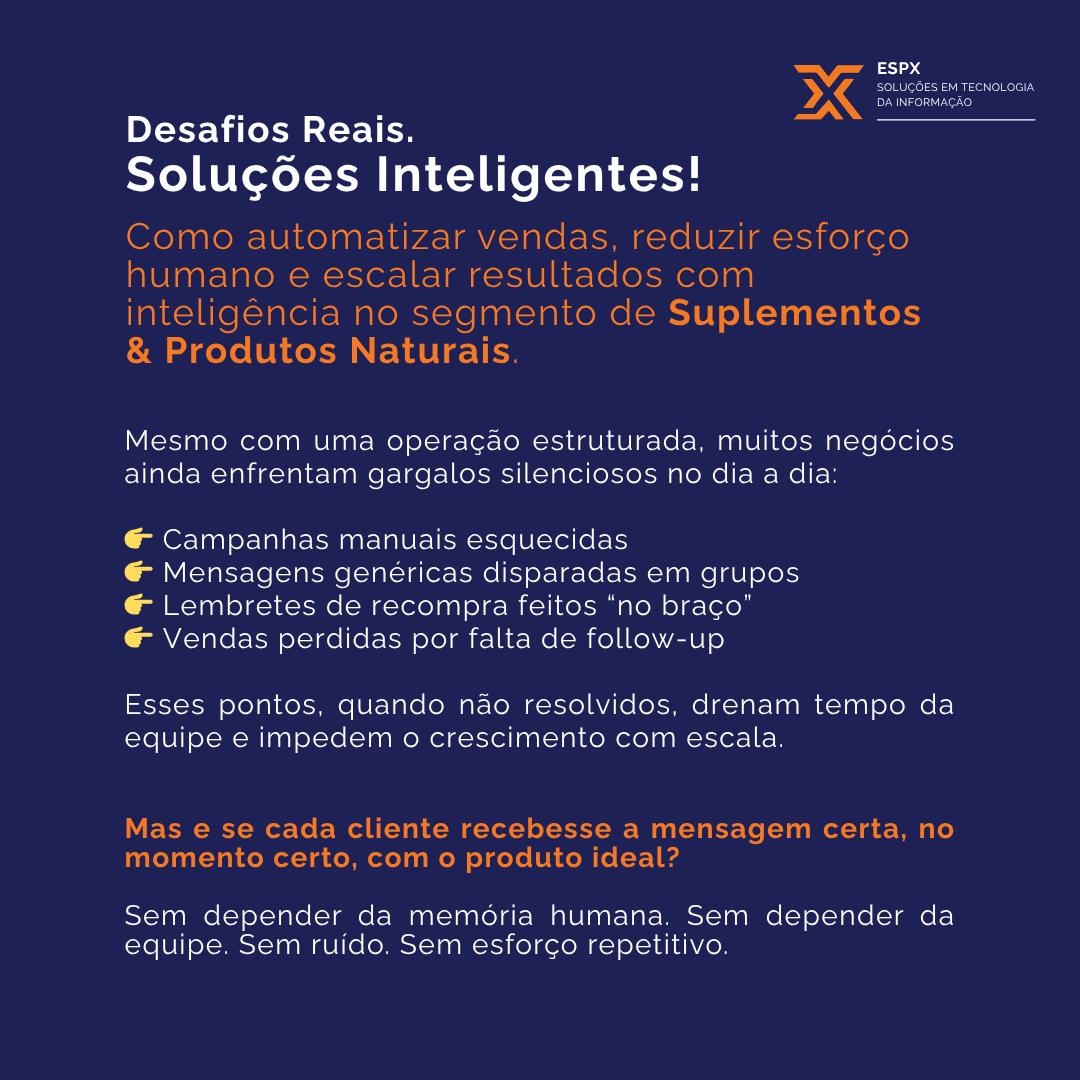 ESPX
SOLUÇÕES EM TECNOLOGIA
DA INFORMAÇÃO
Desafios Reais.
Soluções Inteligentes!
Como automatizar vendas, reduzir esforço
humano e escalar resultados com
inteligência no segmento de Suplementos
& Produtos Naturais.
Mesmo com uma operação estruturada, muitos negócios
ainda enfrentam gargalos silenciosos no dia a dia:
👉 Campanhas manuais esquecidas
👉 Mensagens genéricas disparadas em grupos
👉 Lembretes de recompra feitos “no braço”
👉 Vendas perdidas por falta de follow-up
Esses pontos, quando não resolvidos, drenam tempo da
equipe e impedem o crescimento com escala.
Mas e se cada cliente recebesse a mensagem certa, no
momento certo, com o produto ideal?
Sem depender da memória humana. Sem depender da
equipe. Sem ruído. Sem esforço repetitivo.